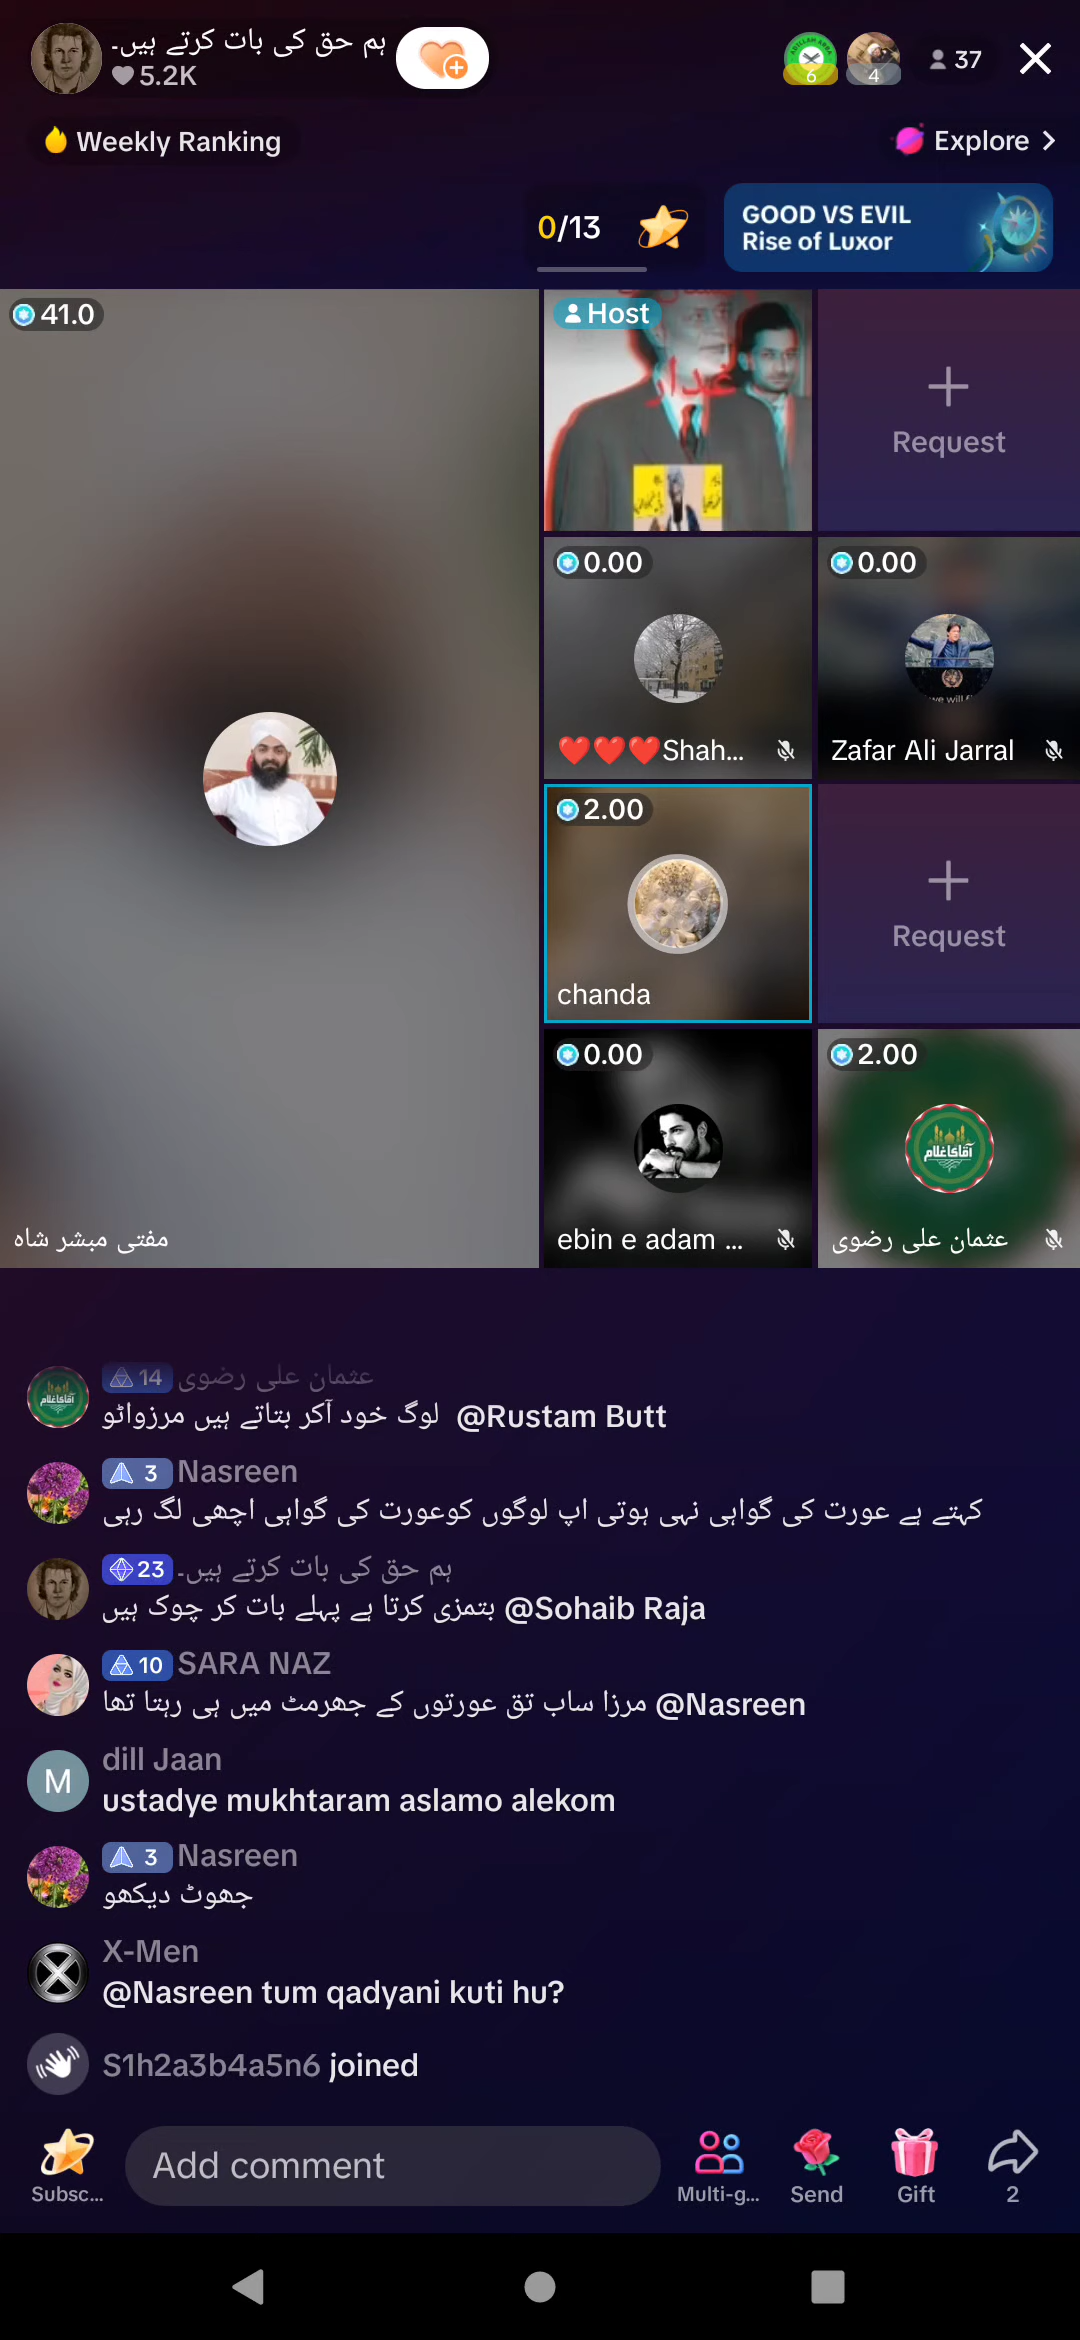 ہم حق کی بات کرتے ہیں۔
5.2K
6
4
37
Weekly Ranking
Explore
0/13
GOOD VS EVIL
Rise of Luxor
41.0
مفتی مبشر شاہ
Host
غدار
Request
0.00
❤️❤️❤️Shah...
0.00
we will fi
Zafar Ali Jarral
2.00
chanda
Request
0.00
ebin e adam ...
2.00
آقاکاغلام
عثمان علی رضوی
14 عثمان علی رضوی
@Rustam Butt لوگ خود آکر بتاتے ہیں مرزواٹو
3 Nasreen
کہتے ہے عورت کی گواہی نہی ہوتی اپ لوگوں کوعورت کی گواہی اچھی لگ رہی
23 ہم حق کی بات کرتے ہیں۔
@Sohaib Raja بتمزی کرتا ہے پہلے بات کر چوک ہیں
10 SARA NAZ
@Nasreen مرزا ساب تق عورتوں کے جھرمٹ میں ہی رہتا تھا
M
dill Jaan
ustadye mukhtaram aslamo alekom
3 Nasreen
جھوٹ دیکھو
X-Men
@Nasreen tum qadyani kuti hu?
S1h2a3b4a5n6 joined
Add comment
Subsc...
Multi-g...
Send
Gift
2